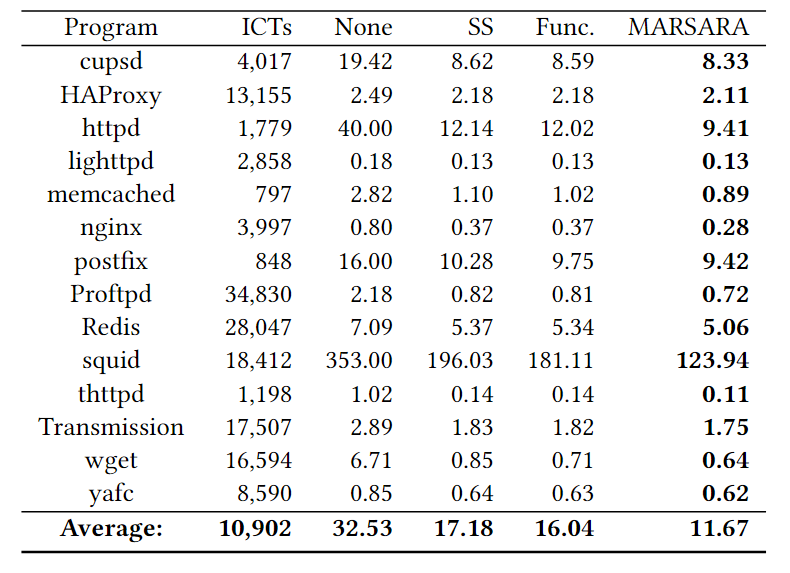 Program ICTs None SS Func. MARSARA
cupsd 4,017 19.42 8.62 8.59 8.33
HAProxy 13,155 2.49 2.18 2.18 2.11
httpd 1,779 40.00 12.14 12.02 9.41
lighttpd 2,858 0.18 0.13 0.13 0.13
memcached 797 2.82 1.10 1.02 0.89
nginx 3,997 0.80 0.37 0.37 0.28
postfix 848 16.00 10.28 9.75 9.42
Proftpd 34,830 2.18 0.82 0.81 0.72
Redis 28,047 7.09 5.37 5.34 5.06
squid 18,412 353.00 196.03 181.11 123.94
thttpd 1,198 1.02 0.14 0.14 0.11
Transmission 17,507 2.89 1.83 1.82 1.75
wget 16,594 6.71 0.85 0.71 0.64
yafc 8,590 0.85 0.64 0.63 0.62
Average: 10,902 32.53 17.18 16.04 11.67